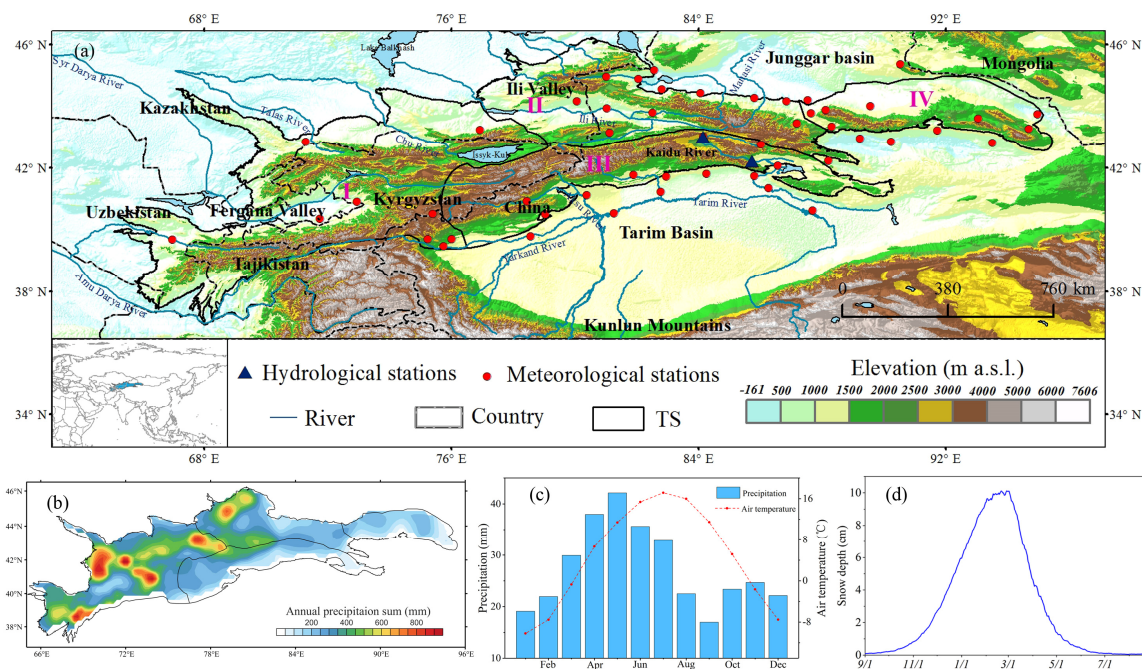 68° E 76° E 84° E 92° E
46° N 46° N
(a)
Lake Balkhash
Junggar basin
Mongolia
Syr Darya River
Manasi River
Ili Valley
IV
Kazakhstan
Talas River
II
Ili River
Chu River
42° N 42° N
Issyk-Kul
III
Kaidu River
I
Kyrgyzstan
China
Uzbekistan
Fergana Valley
Tarim River
Tarim Basin
Yarkand River
Tajikistan
Amu Darya River
38° N 38° N
0 380 760 km
Kunlun Mountains
Hydrological stations
Meteorological stations
Elevation (m a.s.l.)
-161 500 1000 1500 2000 2500 3000 4000 5000 6000 7606
34° N 34° N
River
Country
TS
68° E 76° E 84° E 92° E
(b)
46°N
44°N
42°N
40°N
38°N
Annual precipitaion sum (mm)
200 400 600 800
66°E 72°E 78°E 84°E 90°E 96°E
(c)
Precipitation
Air temperature
40
30
20
10
Precipitation (mm)
16
8
0
-8
Air temperature (℃)
Feb Apr Jun Aug Oct Dec
(d)
10
8
6
4
2
0
Snow depth (cm)
9/1 11/1 1/1 3/1 5/1 7/1